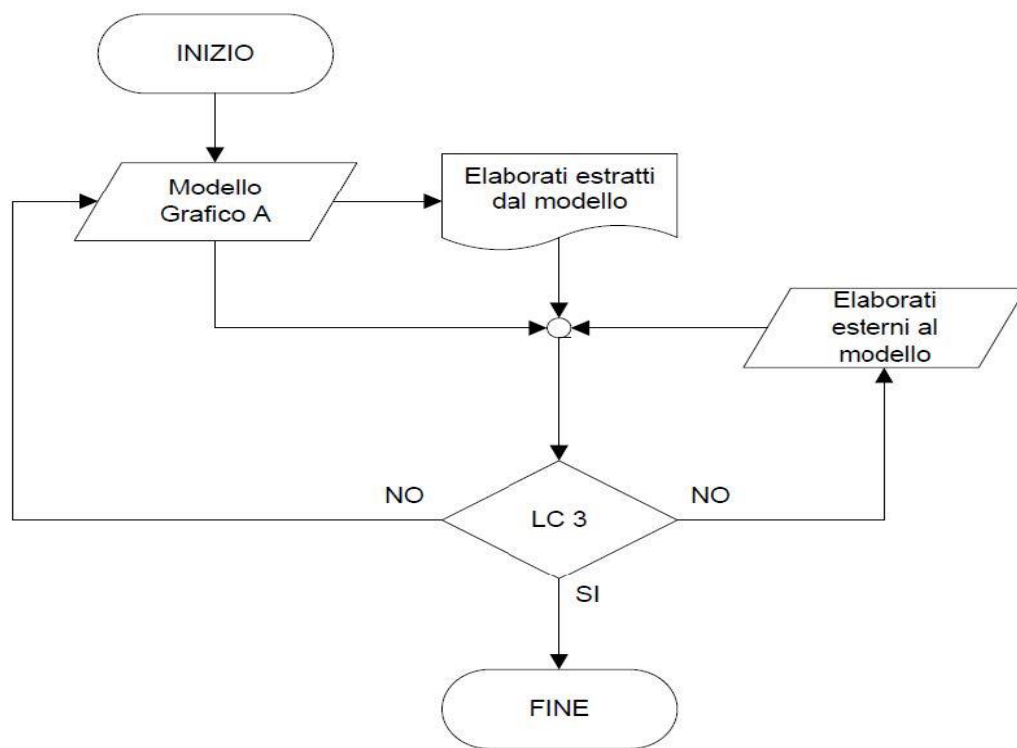 INIZIO
Modello
Grafico A
Elaborati estratti
dal modello
Elaborati
esterni al
modello
NO
LC 3
NO
SI
FINE